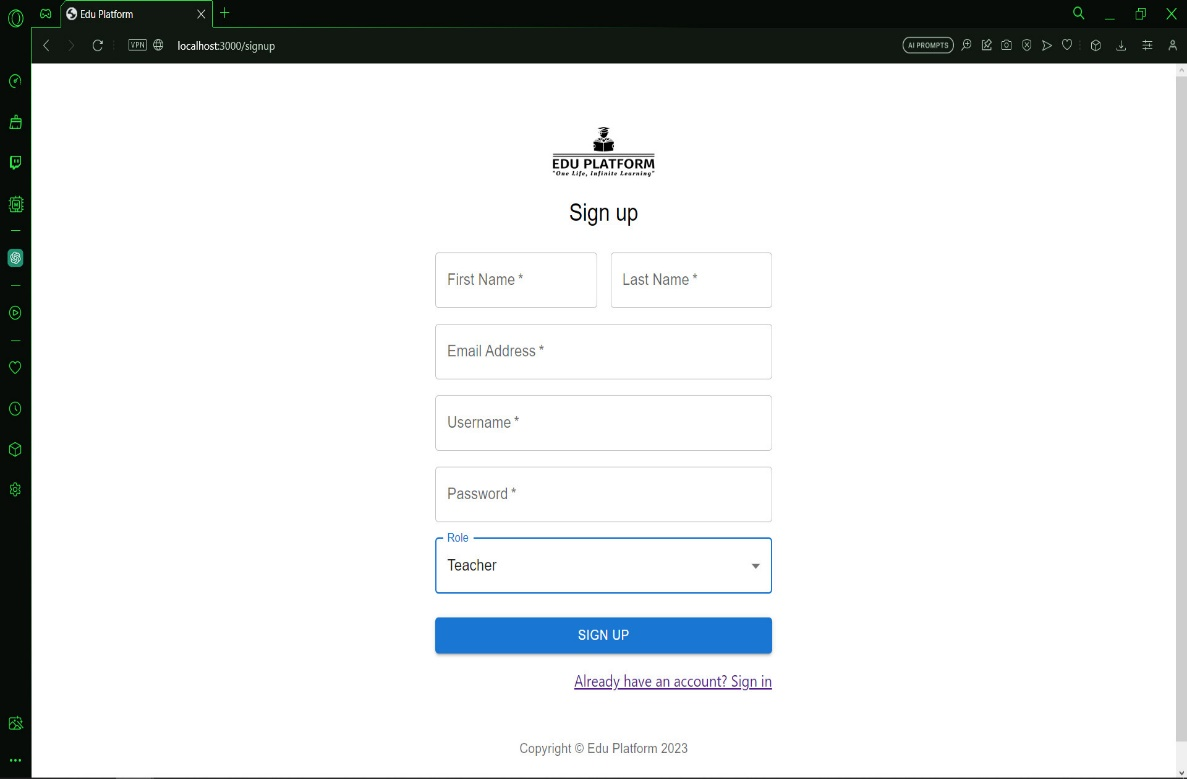 Edu Platform
VPN
localhost:3000/signup
AI PROMPTS
EDU PLATFORM
"One Life, Infinite Learning"
Sign up
First Name *
Last Name *
Email Address *
Username *
Password *
Role
Teacher
SIGN UP
Already have an account? Sign in
Copyright © Edu Platform 2023